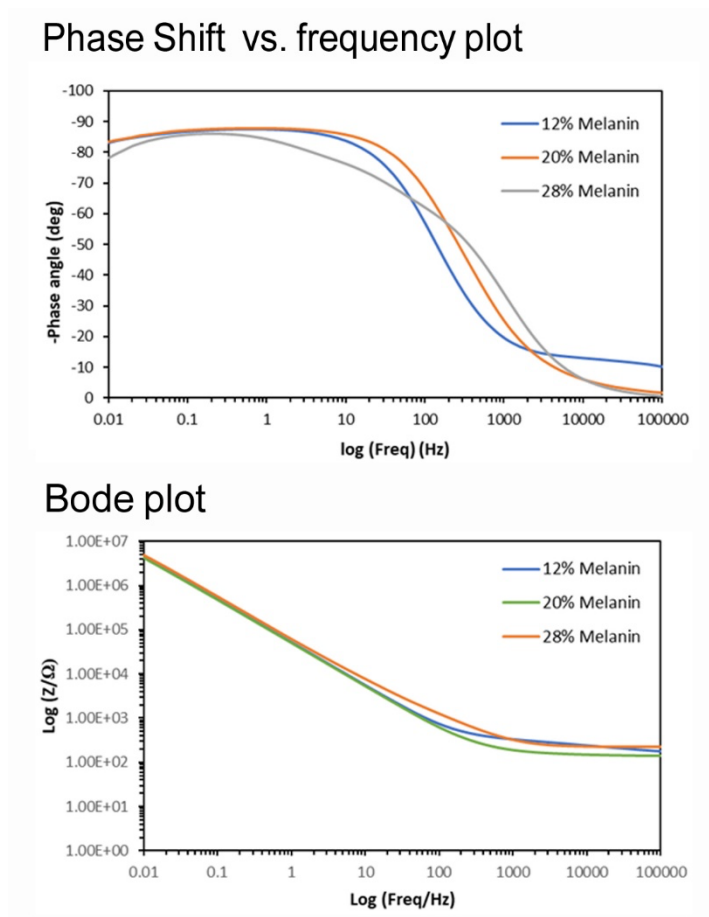 Phase Shift vs. frequency plot
-100
-90
-80
-70
-60
-50
-40
-30
-20
-10
0
-Phase angle (deg)
12% Melanin
20% Melanin
28% Melanin
0.01 0.1 1 10 100 1000 10000 100000
log (Freq) (Hz)
Bode plot
1.00E+07
1.00E+06
1.00E+05
1.00E+04
1.00E+03
1.00E+02
1.00E+01
1.00E+00
Log (Z/Ω)
12% Melanin
20% Melanin
28% Melanin
0.01 0.1 1 10 100 1000 10000 100000
Log (Freq/Hz)